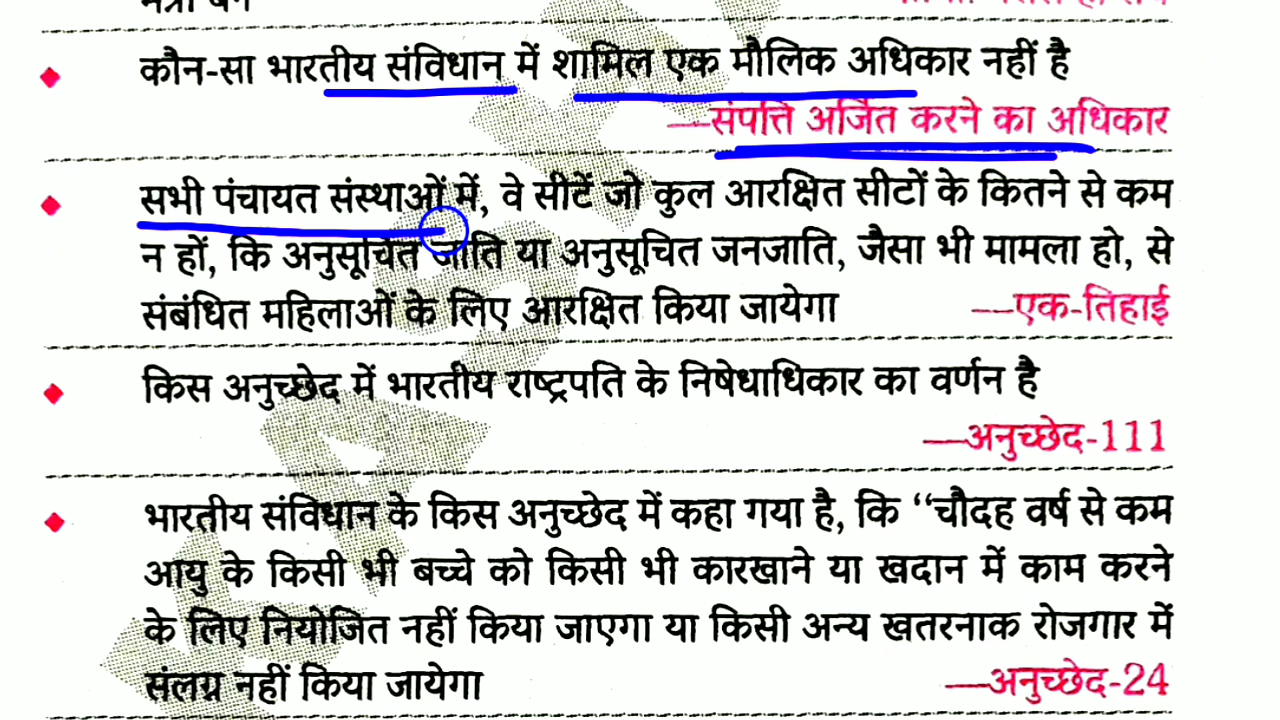 कौन-सा भारतीय संविधान में शामिल एक मौलिक अधिकार नहीं है
—संपत्ति अर्जित करने का अधिकार
सभी पंचायत संस्थाओं में, वे सीटें जो कुल आरक्षित सीटों के कितने से कम
न हों, कि अनुसूचित जाति या अनुसूचित जनजाति, जैसा भी मामला हो, से
संबंधित महिलाओं के लिए आरक्षित किया जायेगा —एक-तिहाई
किस अनुच्छेद में भारतीय राष्ट्रपति के निषेधाधिकार का वर्णन है
—अनुच्छेद-111
भारतीय संविधान के किस अनुच्छेद में कहा गया है, कि “चौदह वर्ष से कम
आयु के किसी भी बच्चे को किसी भी कारखाने या खदान में काम करने
के लिए नियोजित नहीं किया जाएगा या किसी अन्य खतरनाक रोजगार में
संलग्न नहीं किया जायेगा —अनुच्छेद-24